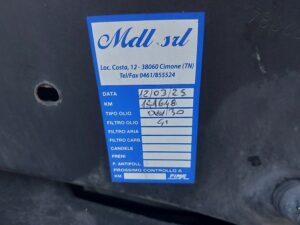 Mdl srl
Loc. Costa, 12 - 38060 Cimone (TN)
Tel/Fax 0461/855524
DATA 12/03/25
KM 151648
TIPO OLIO 0W/30
FILTRO OLIO SI
FILTRO ARIA
FILTRO CARB.
CANDELE
FRENI
F. ANTIPOLL.
PROSSIMO CONTROLLO A
KM